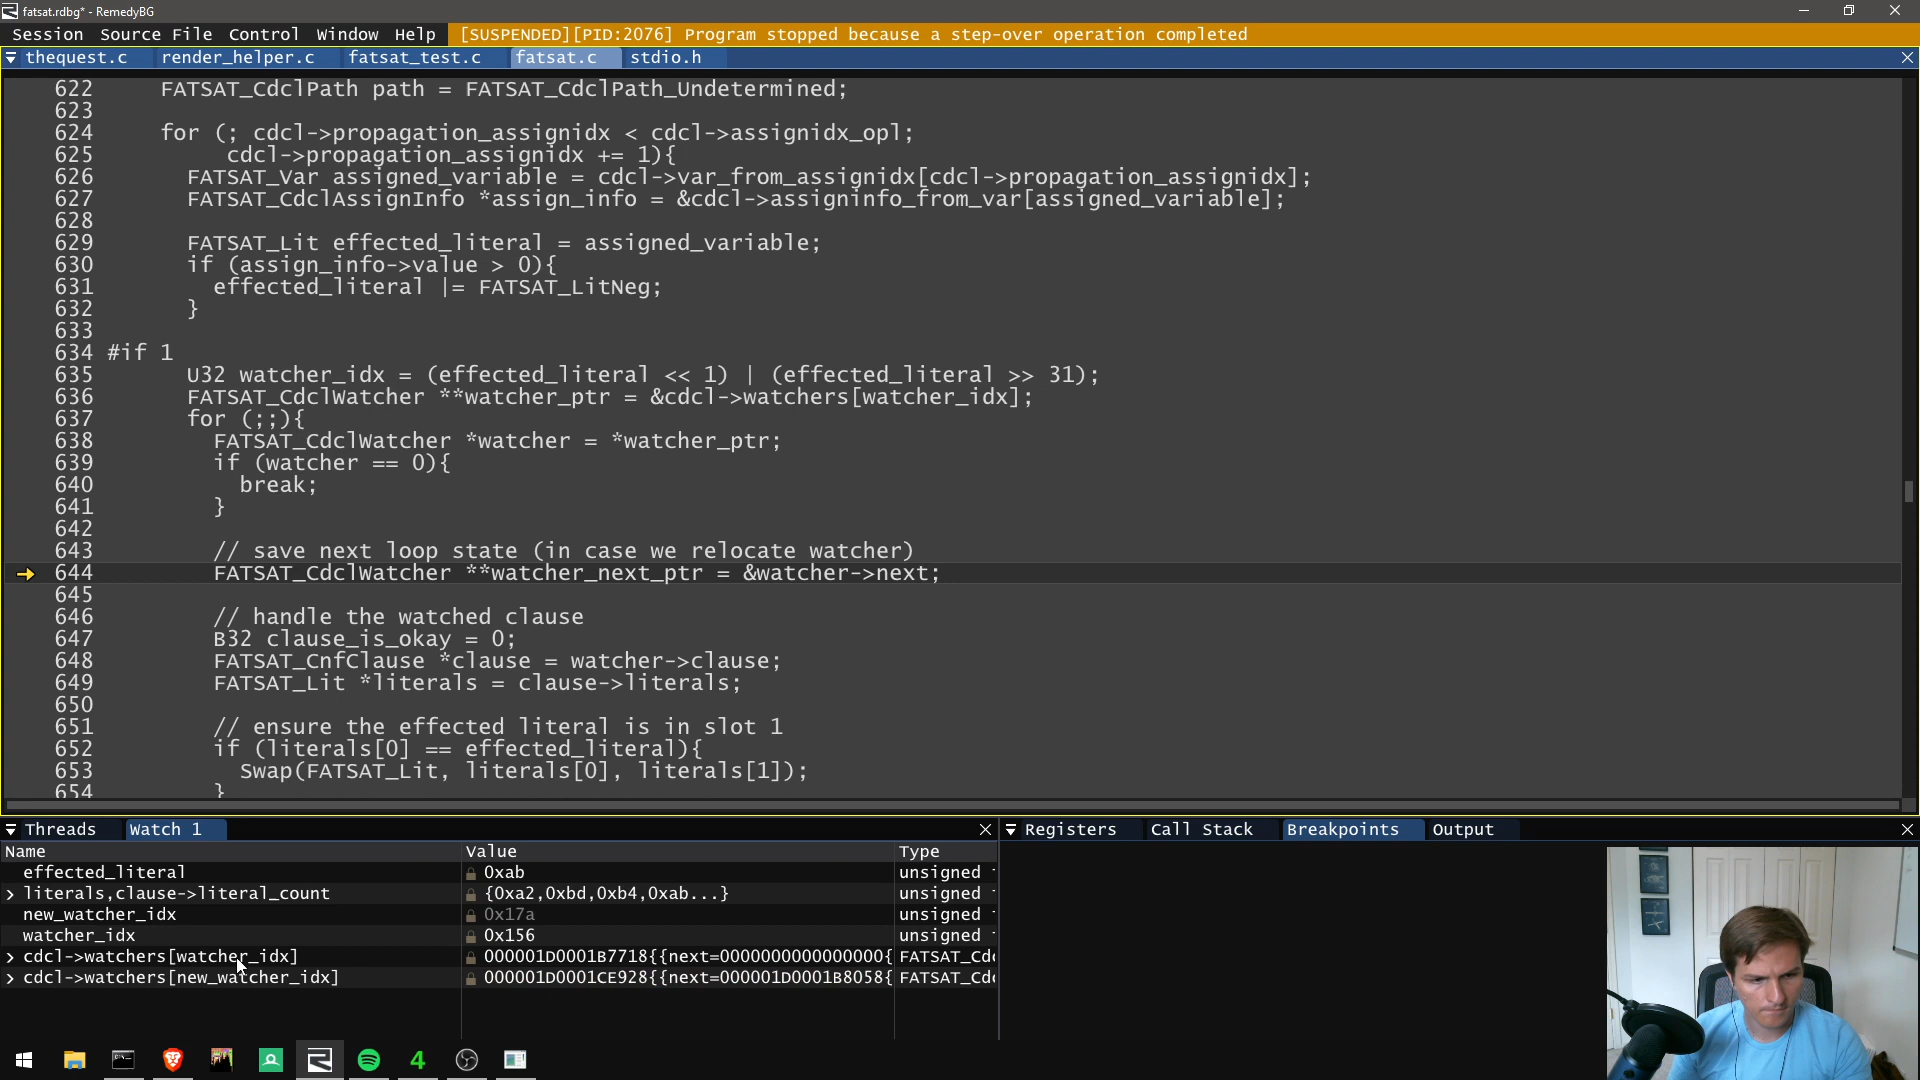 fatsat.rdbg* - RemedyBG
Session Source File Control Window Help [SUSPENDED][PID:2076] Program stopped because a step-over operation completed
thequest.c render_helper.c fatsat_test.c fatsat.c stdio.h
622 FATSAT_CdclPath path = FATSAT_CdclPath_Undetermined;
623
624 for (; cdcl->propagation_assignidx < cdcl->assignidx_opl;
625 cdcl->propagation_assignidx += 1){
626 FATSAT_Var assigned_variable = cdcl->var_from_assignidx[cdcl->propagation_assignidx];
627 FATSAT_CdclAssignInfo *assign_info = &cdcl->assigninfo_from_var[assigned_variable];
628
629 FATSAT_Lit effected_literal = assigned_variable;
630 if (assign_info->value > 0){
631 effected_literal |= FATSAT_LitNeg;
632 }
633
634 #if 1
635 U32 watcher_idx = (effected_literal << 1) | (effected_literal >> 31);
636 FATSAT_CdclWatcher **watcher_ptr = &cdcl->watchers[watcher_idx];
637 for (;;){
638 FATSAT_CdclWatcher *watcher = *watcher_ptr;
639 if (watcher == 0){
640 break;
641 }
642
643 // save next loop state (in case we relocate watcher)
644 FATSAT_CdclWatcher **watcher_next_ptr = &watcher->next;
645
646 // handle the watched clause
647 B32 clause_is_okay = 0;
648 FATSAT_CnfClause *clause = watcher->clause;
649 FATSAT_Lit *literals = clause->literals;
650
651 // ensure the effected literal is in slot 1
652 if (literals[0] == effected_literal){
653 Swap(FATSAT_Lit, literals[0], literals[1]);
654 }
Threads Watch 1
Name Value Type
effected_literal 0xab unsigned
literals,clause->literal_count {0xa2,0xbd,0xb4,0xab...} unsigned
new_watcher_idx 0x17a unsigned
watcher_idx 0x156 unsigned
cdcl->watchers[watcher_idx] 000001D0001B7718{{next=0000000000000000{ FATSAT_Cdc
cdcl->watchers[new_watcher_idx] 000001D0001CE928{{next=000001D0001B8058{ FATSAT_Cdc
Registers Call Stack Breakpoints Output
4